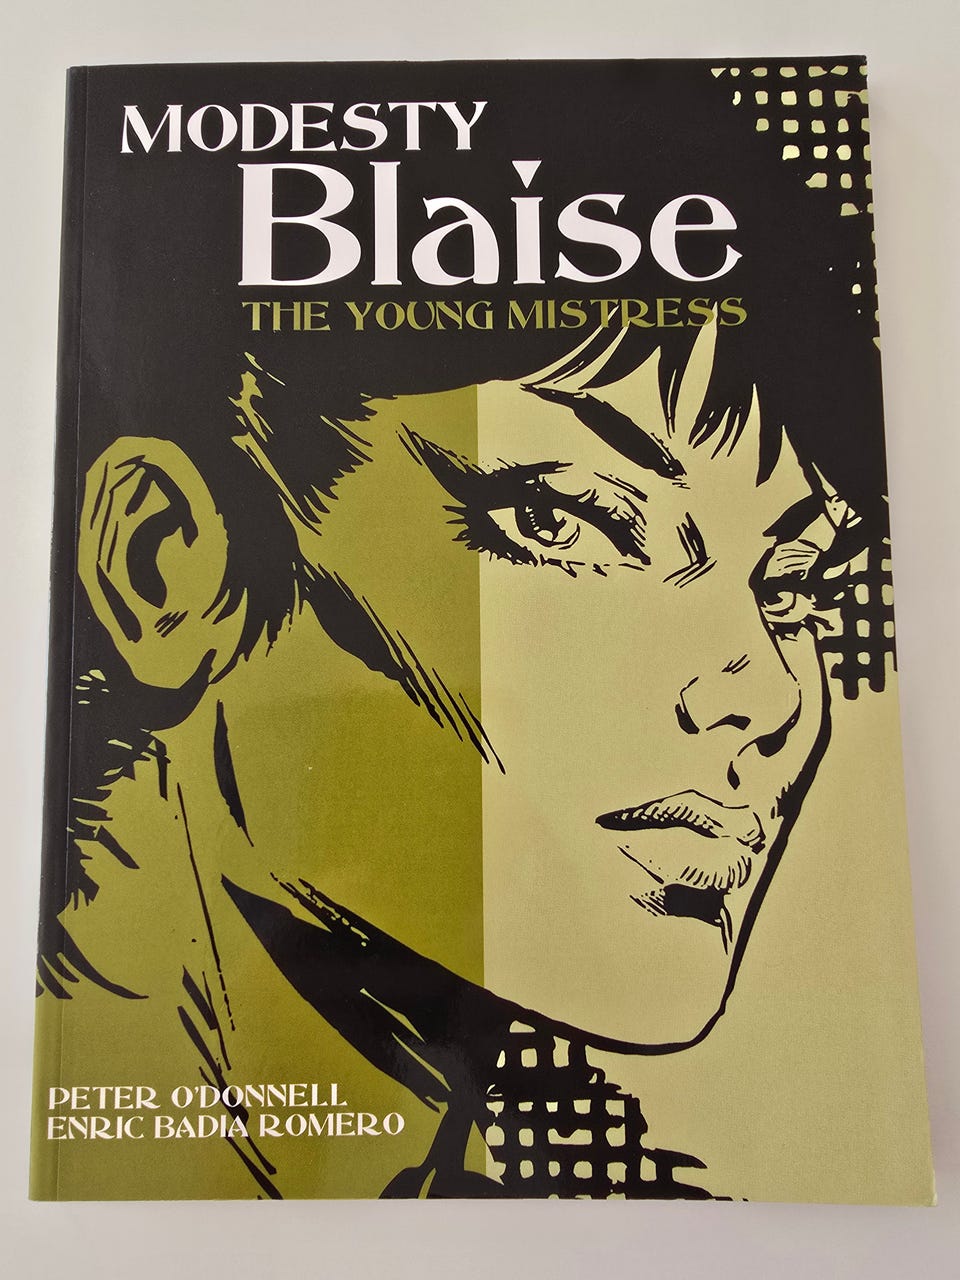 MODESTY
Blaise
THE YOUNG MISTRESS
PETER O'DONNELL
ENRIC BADIA ROMERO